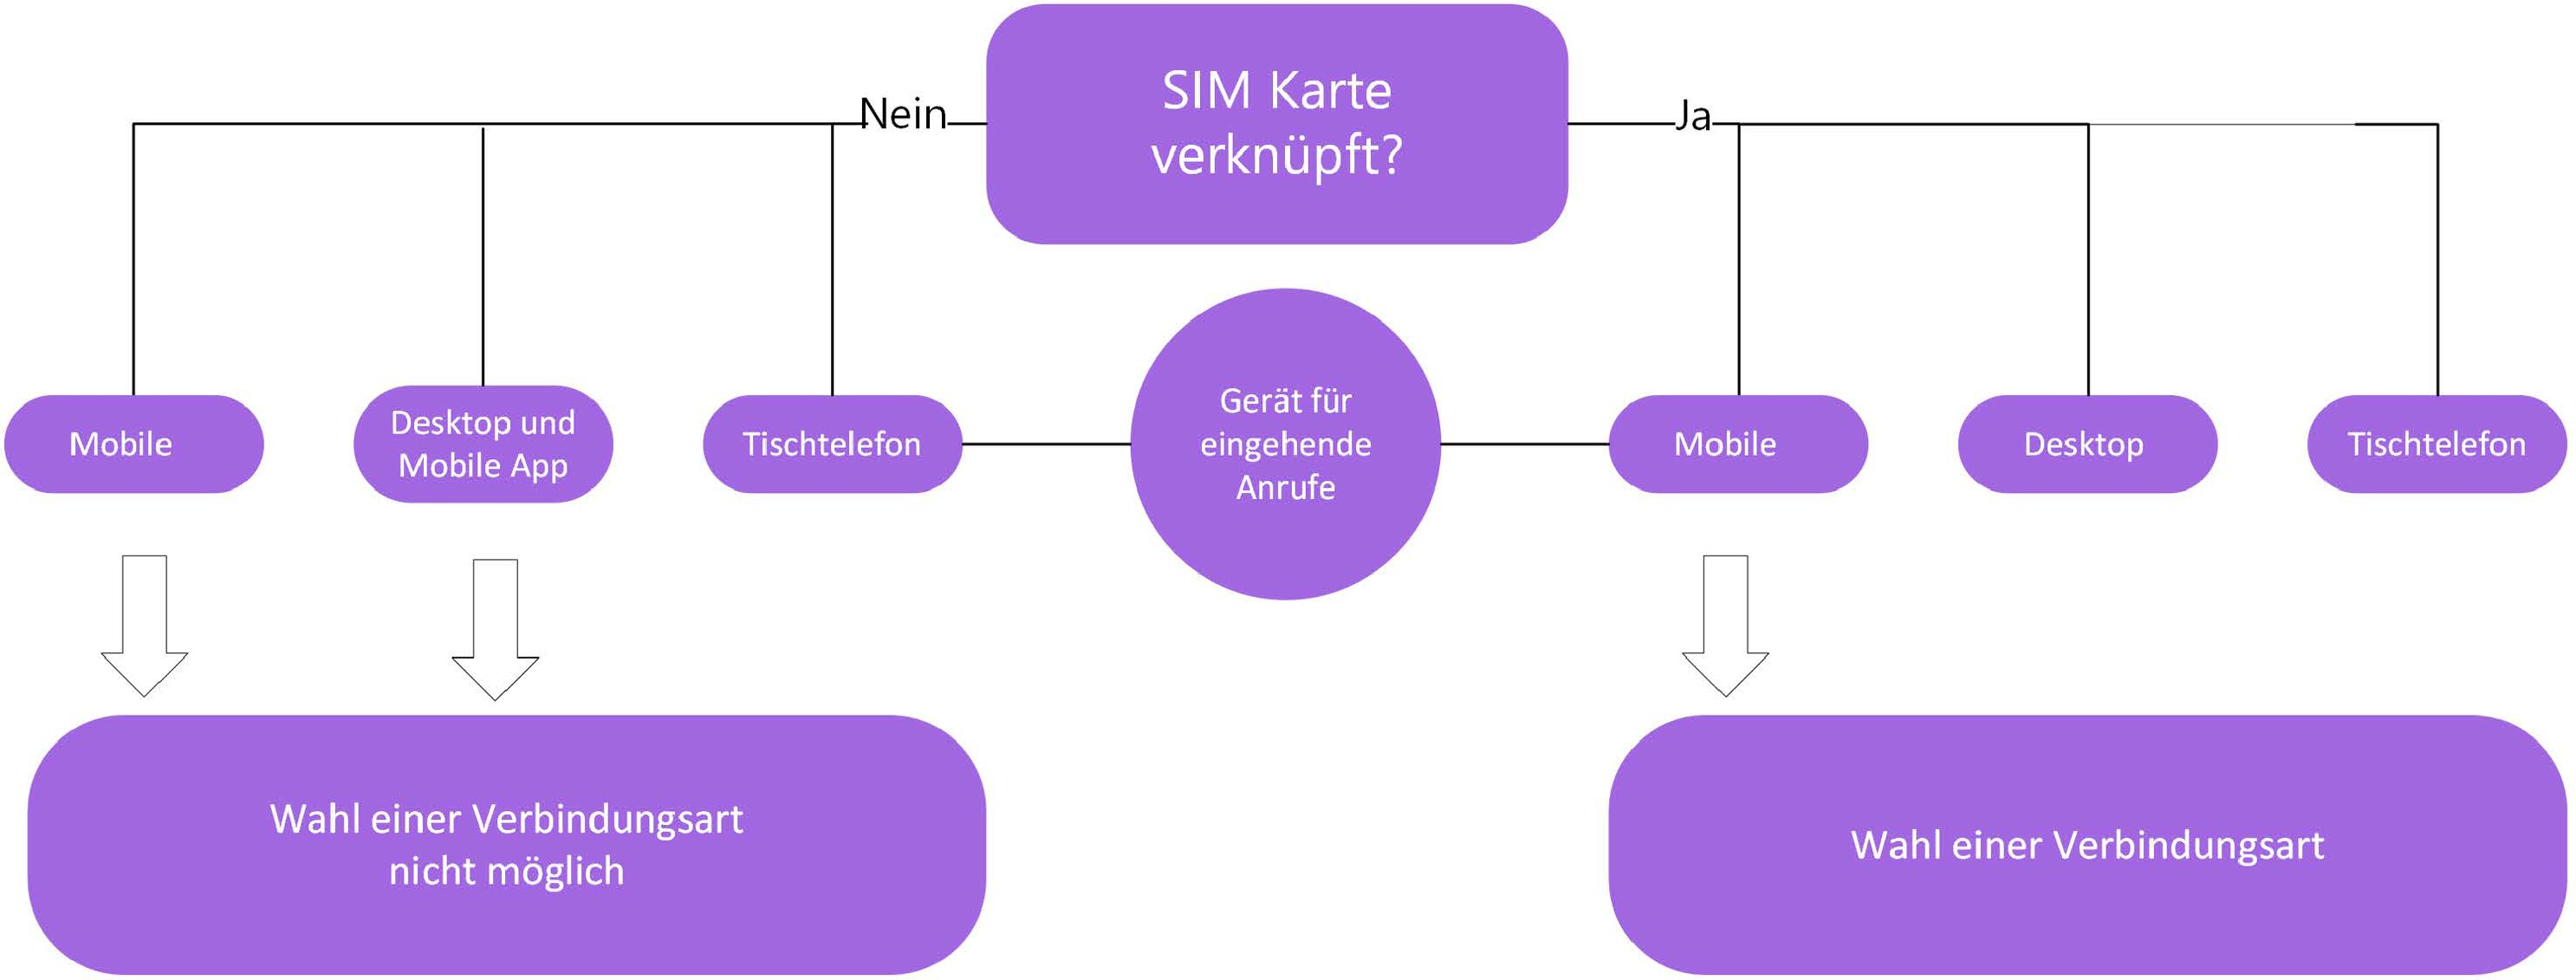 SIM Karte
verknüpft?
Nein
Ja
Mobile
Desktop und
Mobile App
Tischtelefon
Gerät für
eingehende
Anrufe
Mobile
Desktop
Tischtelefon
Wahl einer Verbindungsart
nicht möglich
Wahl einer Verbindungsart